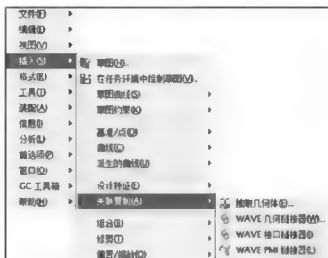 文件(F)
编辑(E)
视图(V)
插入(S)
格式(R)
工具(T)
装配(A)
信息(I)
分析(L)
首选项(P)
窗口(O)
GC 工具箱
帮助(H)
草图(H)...
在任务环境中绘制草图(V)...
草图曲线(S)
草图约束(K)
基准/点(D)
曲线(C)
派生的曲线(U)
设计特征(E)
关联复制(A)
组合(B)
修剪(T)
偏置/缩放(O)
抽取几何体(E)...
WAVE 几何链接器(W)...
WAVE 接口链接器(I)
WAVE PMI 链接器(L)